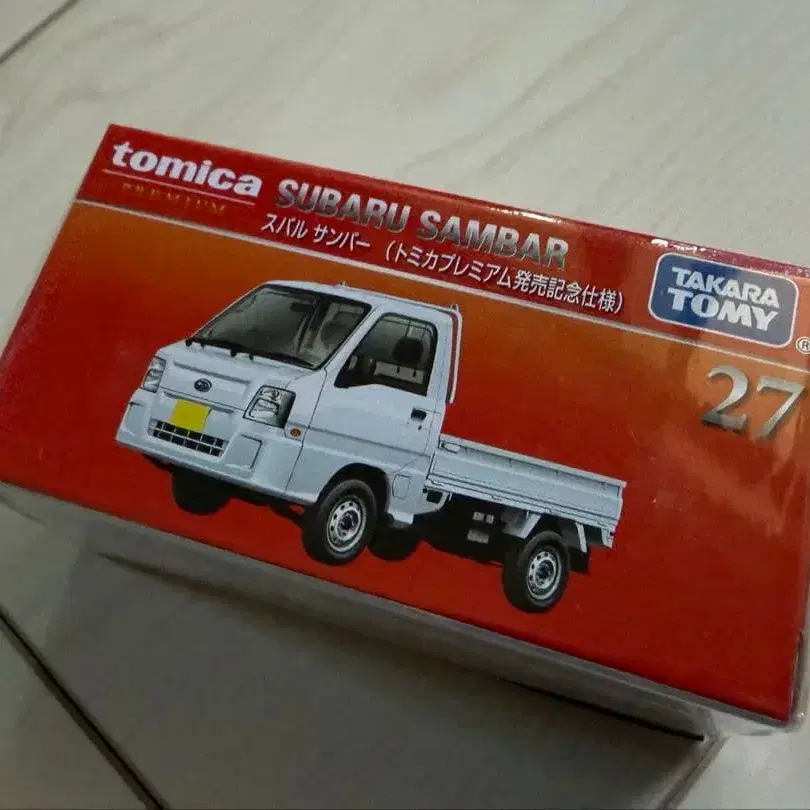 tomica
PREMIUM
SUBARU SAMBAR
スバル サンバー (トミカプレミアム発売記念仕様)
TAKARA
TOMY
®
27